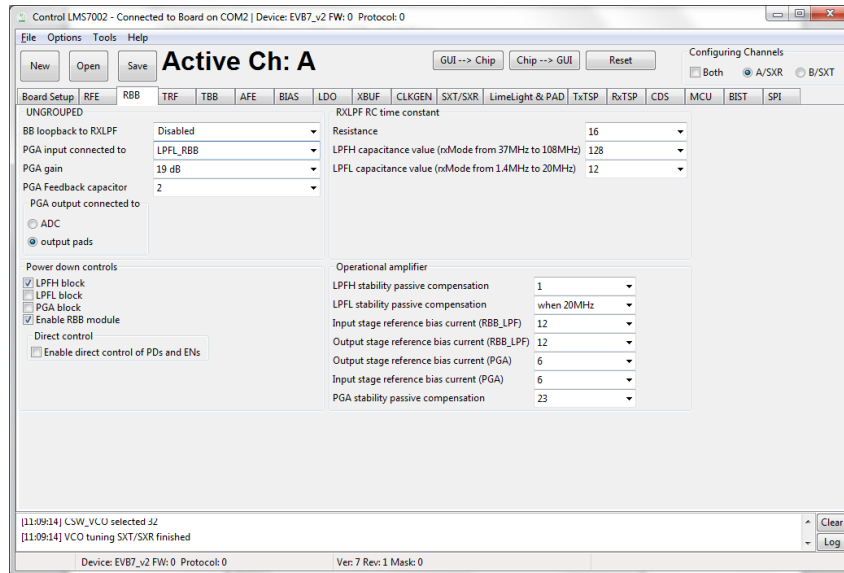 Control LMS7002 - Connected to Board on COM2 | Device: EVB7_v2 FW: 0 Protocol: 0
File Options Tools Help
New Open Save Active Ch: A GUI --> Chip Chip --> GUI Reset
Configuring Channels
Both A/SXR B/SXT
Board Setup RFE RBB TRF TBB AFE BIAS LDO XBUF CLKGEN SXT/SXR LimeLight & PAD TxTSP RxTSP CDS MCU BIST SPI
UNGROUPED
BB loopback to RXLPF Disabled
PGA input connected to LPFL_RBB
PGA gain 19 dB
PGA Feedback capacitor 2
PGA output connected to
ADC
output pads
RXLPF RC time constant
Resistance 16
LPFH capacitance value (rxMode from 37MHz to 108MHz) 128
LPFL capacitance value (rxMode from 1.4MHz to 20MHz) 12
Power down controls
LPFH block
LPFL block
PGA block
Enable RBB module
Direct control
Enable direct control of PDs and ENs
Operational amplifier
LPFH stability passive compensation 1
LPFL stability passive compensation when 20MHz
Input stage reference bias current (RBB_LPF) 12
Output stage reference bias current (RBB_LPF) 12
Output stage reference bias current (PGA) 6
Input stage reference bias current (PGA) 6
PGA stability passive compensation 23
[11:09:14] CSW_VCO selected 32
[11:09:14] VCO tuning SXT/SXR finished
Clear
Log
Device: EVB7_v2 FW: 0 Protocol: 0 Ver: 7 Rev: 1 Mask: 0